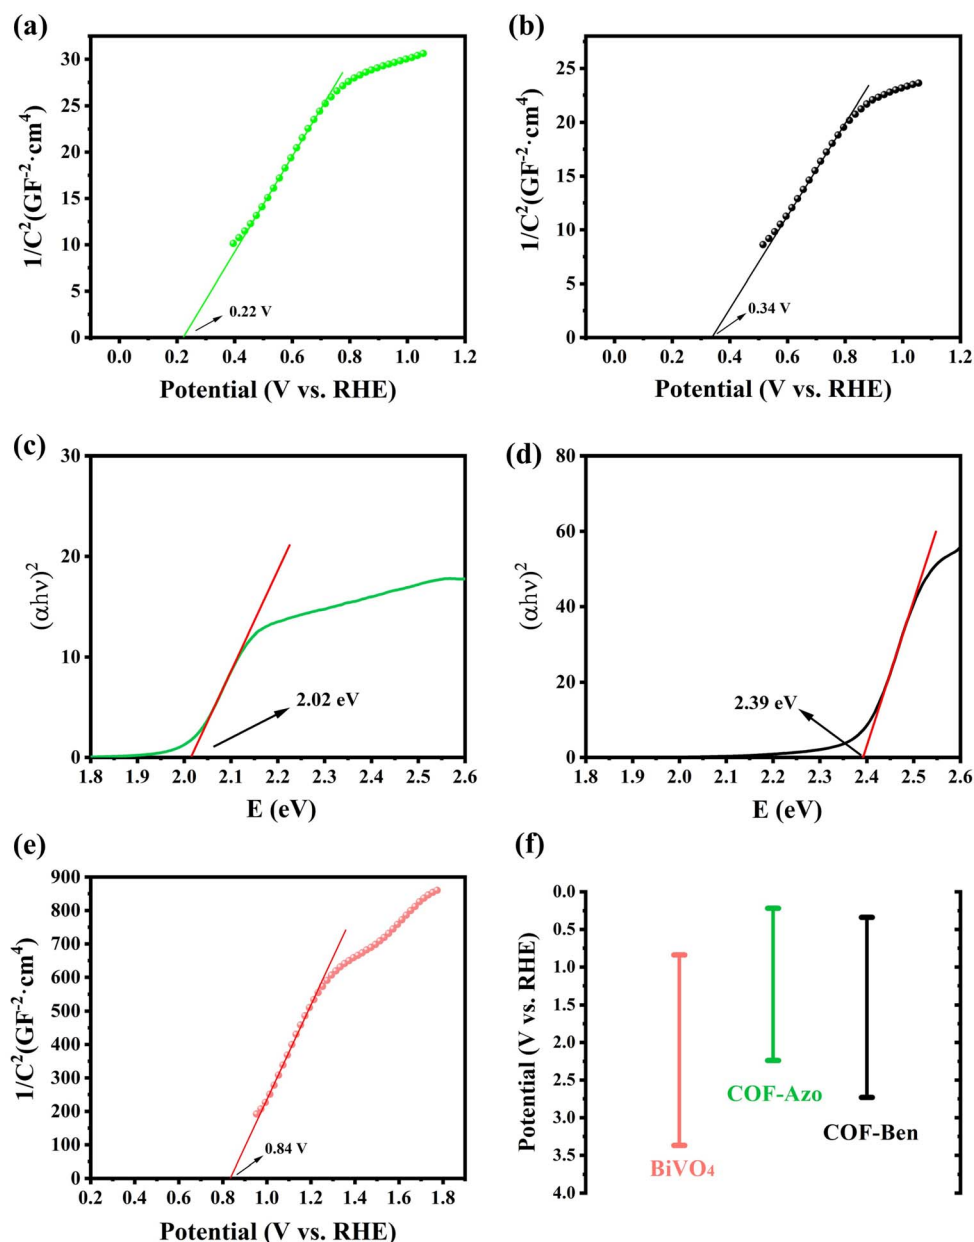 (a)
1/C²(GF⁻²·cm⁴)
30
25
20
15
10
5
0
0.22 V
0.0 0.2 0.4 0.6 0.8 1.0 1.2
Potential (V vs. RHE)
(b)
1/C²(GF⁻²·cm⁴)
25
20
15
10
5
0
0.34 V
0.0 0.2 0.4 0.6 0.8 1.0 1.2
Potential (V vs. RHE)
(c)
(αhν)²
30
20
10
0
2.02 eV
1.8 1.9 2.0 2.1 2.2 2.3 2.4 2.5 2.6
E (eV)
(d)
(αhν)²
80
60
40
20
0
2.39 eV
1.8 1.9 2.0 2.1 2.2 2.3 2.4 2.5 2.6
E (eV)
(e)
1/C²(GF⁻²·cm⁴)
900
800
700
600
500
400
300
200
100
0
0.84 V
0.2 0.4 0.6 0.8 1.0 1.2 1.4 1.6 1.8
Potential (V vs. RHE)
(f)
Potential (V vs. RHE)
0.0
0.5
1.0
1.5
2.0
2.5
3.0
3.5
4.0
BiVO₄
COF-Azo
COF-Ben